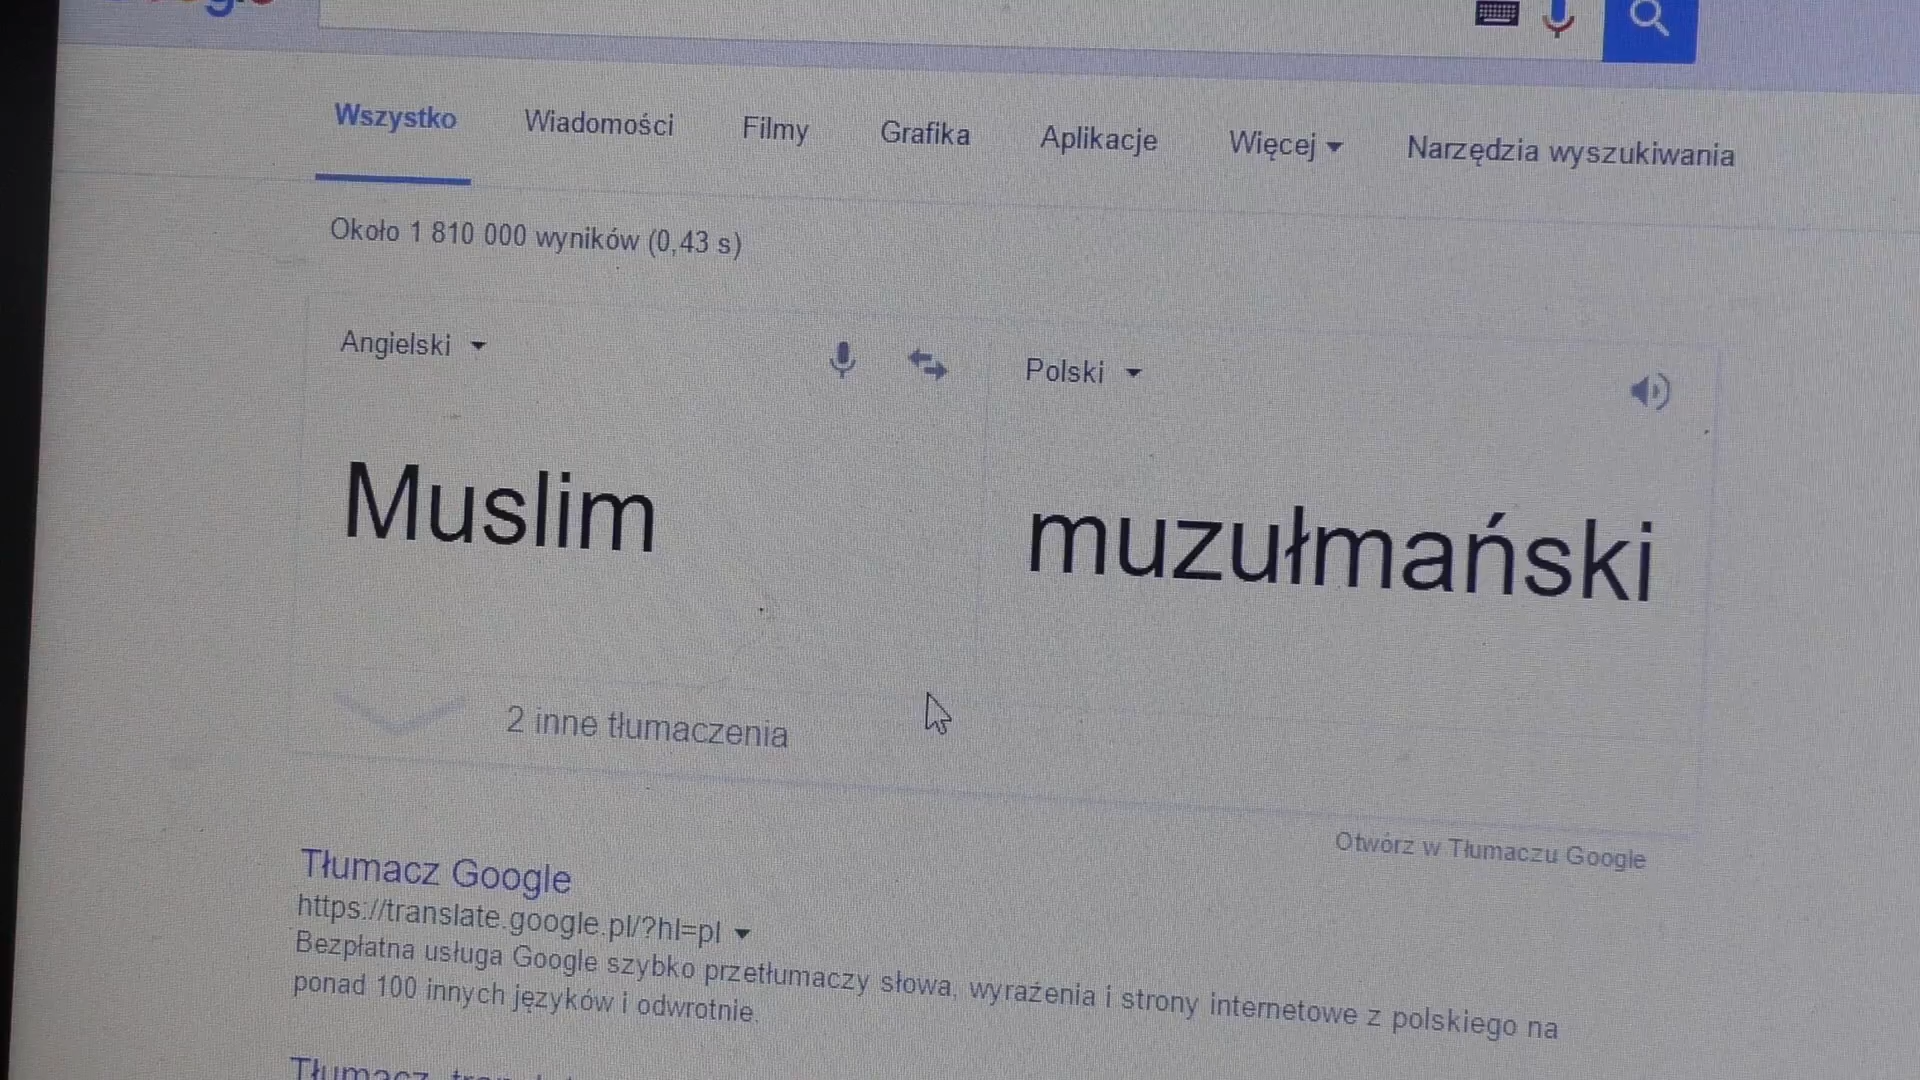 Wszystko Wiadomości Filmy Grafika Aplikacje Więcej Narzędzia wyszukiwania
Około 1 810 000 wyników (0,43 s)
Angielski Polski
Muslim muzułmański
2 inne tłumaczenia
Otwórz w Tłumaczu Google
Tłumacz Google
https://translate.google.pl/?hl=pl
Bezpłatna usługa Google szybko przetłumaczy słowa, wyrażenia i strony internetowe z polskiego na
ponad 100 innych języków i odwrotnie.